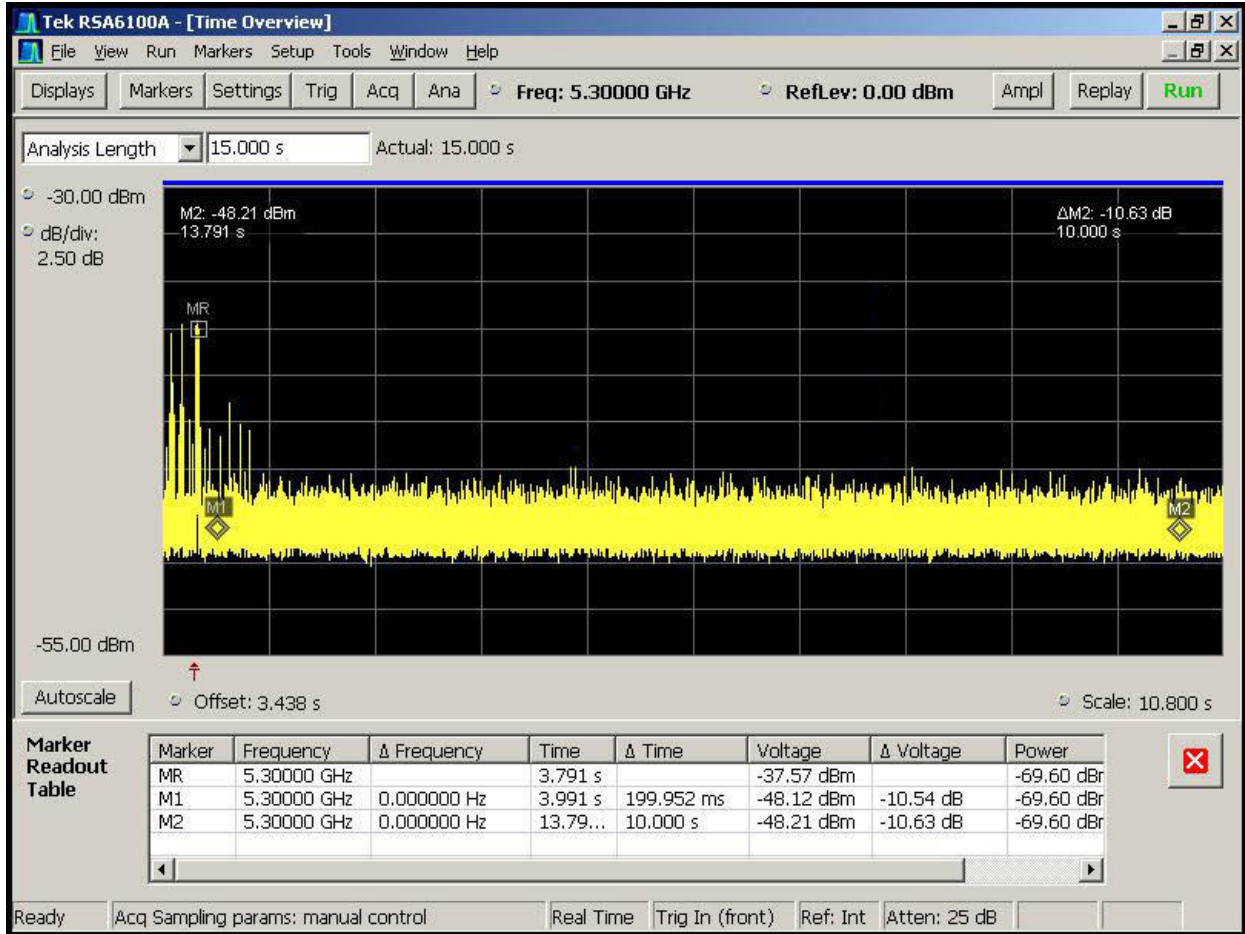 Tek RSA6100A - [Time Overview]
File View Run Markers Setup Tools Window Help
Displays Markers Settings Trig Acq Ana Freq: 5.30000 GHz RefLev: 0.00 dBm Ampl Replay Run
Analysis Length 15.000 s Actual: 15.000 s
-30.00 dBm
dB/div:
2.50 dB
M2: -48.21 dBm
13.791 s
ΔM2: -10.63 dB
10.000 s
MR
M1
M2
-55.00 dBm
Autoscale Offset: 3.438 s Scale: 10.800 s
Marker
Readout
Table
Marker Frequency Δ Frequency Time Δ Time Voltage Δ Voltage Power
MR 5.30000 GHz 3.791 s -37.57 dBm -69.60 dBr
M1 5.30000 GHz 0.000000 Hz 3.991 s 199.952 ms -48.12 dBm -10.54 dB -69.60 dBr
M2 5.30000 GHz 0.000000 Hz 13.79... 10.000 s -48.21 dBm -10.63 dB -69.60 dBr
Ready Acq Sampling params: manual control Real Time Trig In (front) Ref: Int Atten: 25 dB